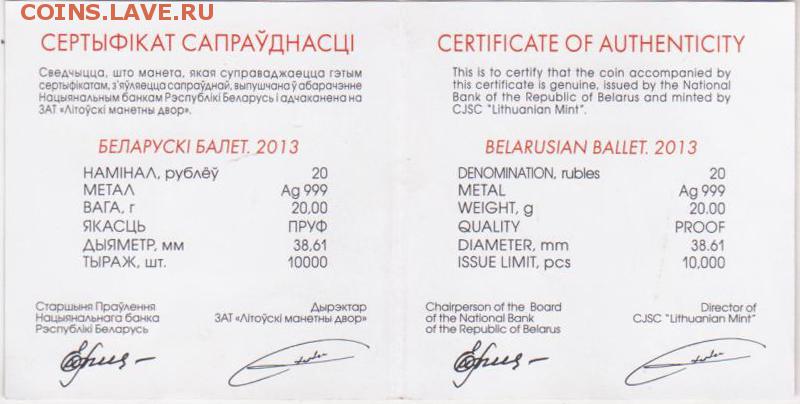 COINS.LAVE.RU
СЕРТЫФІКАТ САПРАЎДНАСЦІ
Сведчыцца, што манета, якая суправаджаецца гэтым
сертыфікатам, з'яўляецца сапраўднай, выпушчана ў абарачэнне
Нацыянальным банкам Рэспублікі Беларусь і адчаканена на
ЗАТ «Літоўскі манетны двор».
БЕЛАРУСКІ БАЛЕТ. 2013
НАМІНАЛ, рублёў 20
МЕТАЛ Ag 999
ВАГА, г 20,00
ЯКАСЦЬ ПРУФ
ДЫЯМЕТР, мм 38,61
ТЫРАЖ, шт. 10000
Старшыня Праўлення
Нацыянальнага банка
Рэспублікі Беларусь
Дырэктар
ЗАТ «Літоўскі манетны двор»
CERTIFICATE OF AUTHENTICITY
This is to certify that the coin accompanied by
this certificate is genuine, issued by the National
Bank of the Republic of Belarus and minted by
CJSC "Lithuanian Mint".
BELARUSIAN BALLET. 2013
DENOMINATION, rubles 20
METAL Ag 999
WEIGHT, g 20.00
QUALITY PROOF
DIAMETER, mm 38.61
ISSUE LIMIT, pcs 10,000
Chairperson of the Board
of the National Bank
of the Republic of Belarus
Director of
CJSC "Lithuanian Mint"